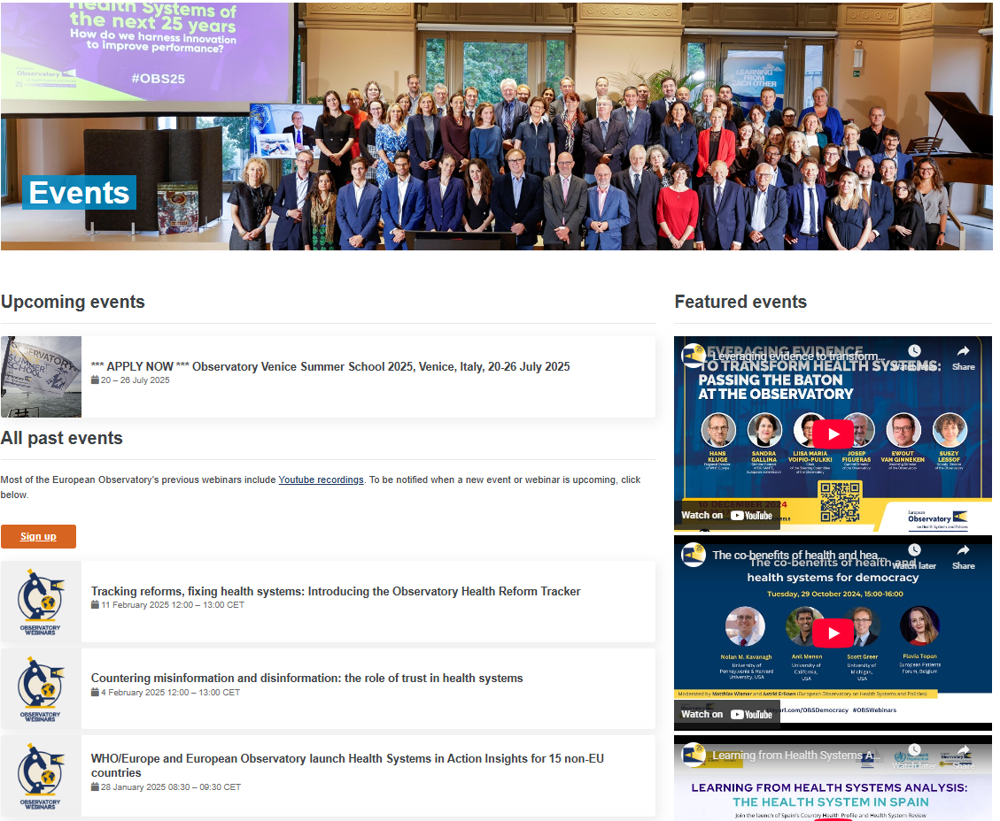 Health Systems of
the next 25 years
How do we harness innovation
to improve performance?
European
Observatory
25
#OBS25
LEARNING
FROM
EACH OTHER
Events
Upcoming events
OBSERVATORY
SUMMER
SCHOOL
*** APPLY NOW *** Observatory Venice Summer School 2025, Venice, Italy, 20-26 July 2025
20 – 26 July 2025
All past events
Most of the European Observatory's previous webinars include Youtube recordings. To be notified when a new event or webinar is upcoming, click
below.
Sign up
OBSERVATORY
WEBINARS
Tracking reforms, fixing health systems: Introducing the Observatory Health Reform Tracker
11 February 2025 12:00 – 13:00 CET
OBSERVATORY
WEBINARS
Countering misinformation and disinformation: the role of trust in health systems
4 February 2025 12:00 – 13:00 CET
OBSERVATORY
WEBINARS
WHO/Europe and European Observatory launch Health Systems in Action Insights for 15 non-EU
countries
28 January 2025 08:30 – 09:30 CET
Featured events
LEVERAGING EVIDENCE
Leveraging evidence to transform...
Watch later
Share
TO TRANSFORM HEALTH SYSTEMS:
PASSING THE BATON
AT THE OBSERVATORY
HANS
KLUGE
SANDRA
GALLINA
LIISA MARIA
VOIPIO-PULKKI
JOSEP
FIGUERAS
EWOUT
VAN GINNEKEN
SUSZY
LESSOF
European Commission
of the Observatory
10 DECEMBER 2024
Watch on YouTube
European
Observatory
on Health Systems and Policies
The co-benefits of health and hea...
Watch later
Share
The co-benefits of health and
health systems for democracy
Tuesday, 29 October 2024, 15:00-16:00
Nolan M. Kavanagh
University of
Pennsylvania & Harvard
University, USA
Anil Menon
University of
California,
USA
Scott Greer
University of
Michigan,
USA
Flavia Topan
European Patients
Forum, Belgium
Moderated by Matthias Wismar and Astrid Eriksen (European Observatory on Health Systems and Policies)
Watch on YouTube
url.com/OBSDemocracy #OBSWebinars
Learning from Health Systems A...
Watch later
Share
LEARNING FROM HEALTH SYSTEMS ANALYSIS:
THE HEALTH SYSTEM IN SPAIN
Join the launch of Spain's Country Health Profile and Health System Review